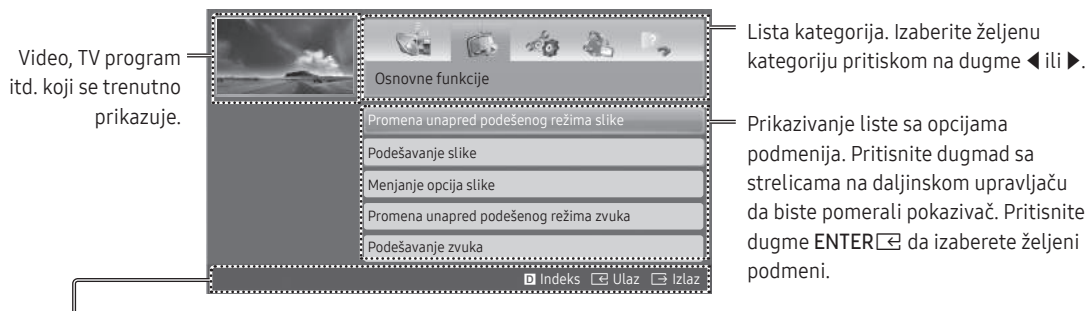 Video, TV program
itd. koji se trenutno
prikazuje.
Osnovne funkcije
Promena unapred podešenog režima slike
Podešavanje slike
Menjanje opcija slike
Promena unapred podešenog režima zvuka
Podešavanje zvuka
D Indeks Ulaz Izlaz
Lista kategorija. Izaberite željenu
kategoriju pritiskom na dugme ◀ ili ▶.
Prikazivanje liste sa opcijama
podmenija. Pritisnite dugmad sa
strelicama na daljinskom upravljaču
da biste pomerali pokazivač. Pritisnite
dugme ENTER da izaberete željeni
podmeni.